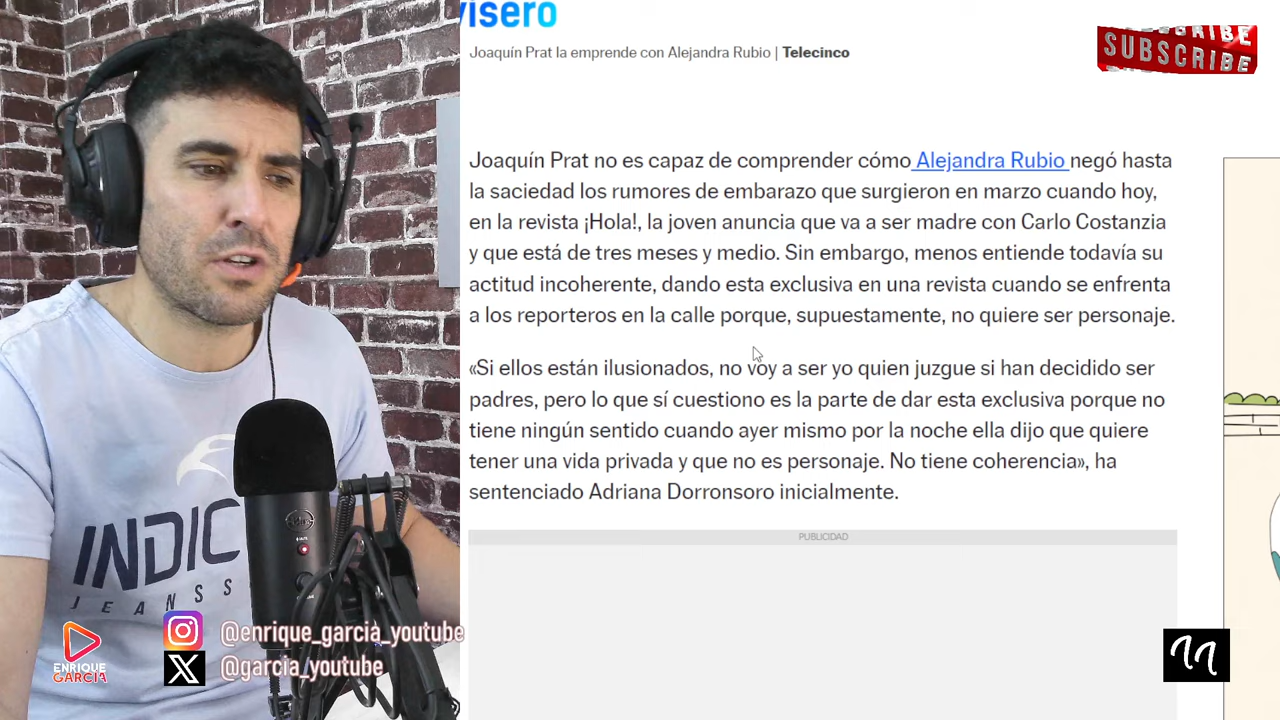 visero
Joaquín Prat la emprende con Alejandra Rubio | Telecinco
SUBSCRIBE
Joaquín Prat no es capaz de comprender cómo Alejandra Rubio negó hasta
la saciedad los rumores de embarazo que surgieron en marzo cuando hoy,
en la revista ¡Hola!, la joven anuncia que va a ser madre con Carlo Costanzia
y que está de tres meses y medio. Sin embargo, menos entiende todavía su
actitud incoherente, dando esta exclusiva en una revista cuando se enfrenta
a los reporteros en la calle porque, supuestamente, no quiere ser personaje.
«Si ellos están ilusionados, no voy a ser yo quien juzgue si han decidido ser
padres, pero lo que sí cuestiono es la parte de dar esta exclusiva porque no
tiene ningún sentido cuando ayer mismo por la noche ella dijo que quiere
tener una vida privada y que no es personaje. No tiene coherencia», ha
sentenciado Adriana Dorronsoro inicialmente.
PUBLICIDAD
INDIC
JEANSS
@enrique_garcia_youtube
@garcia_youtube
ENRIQUE
GARCIA